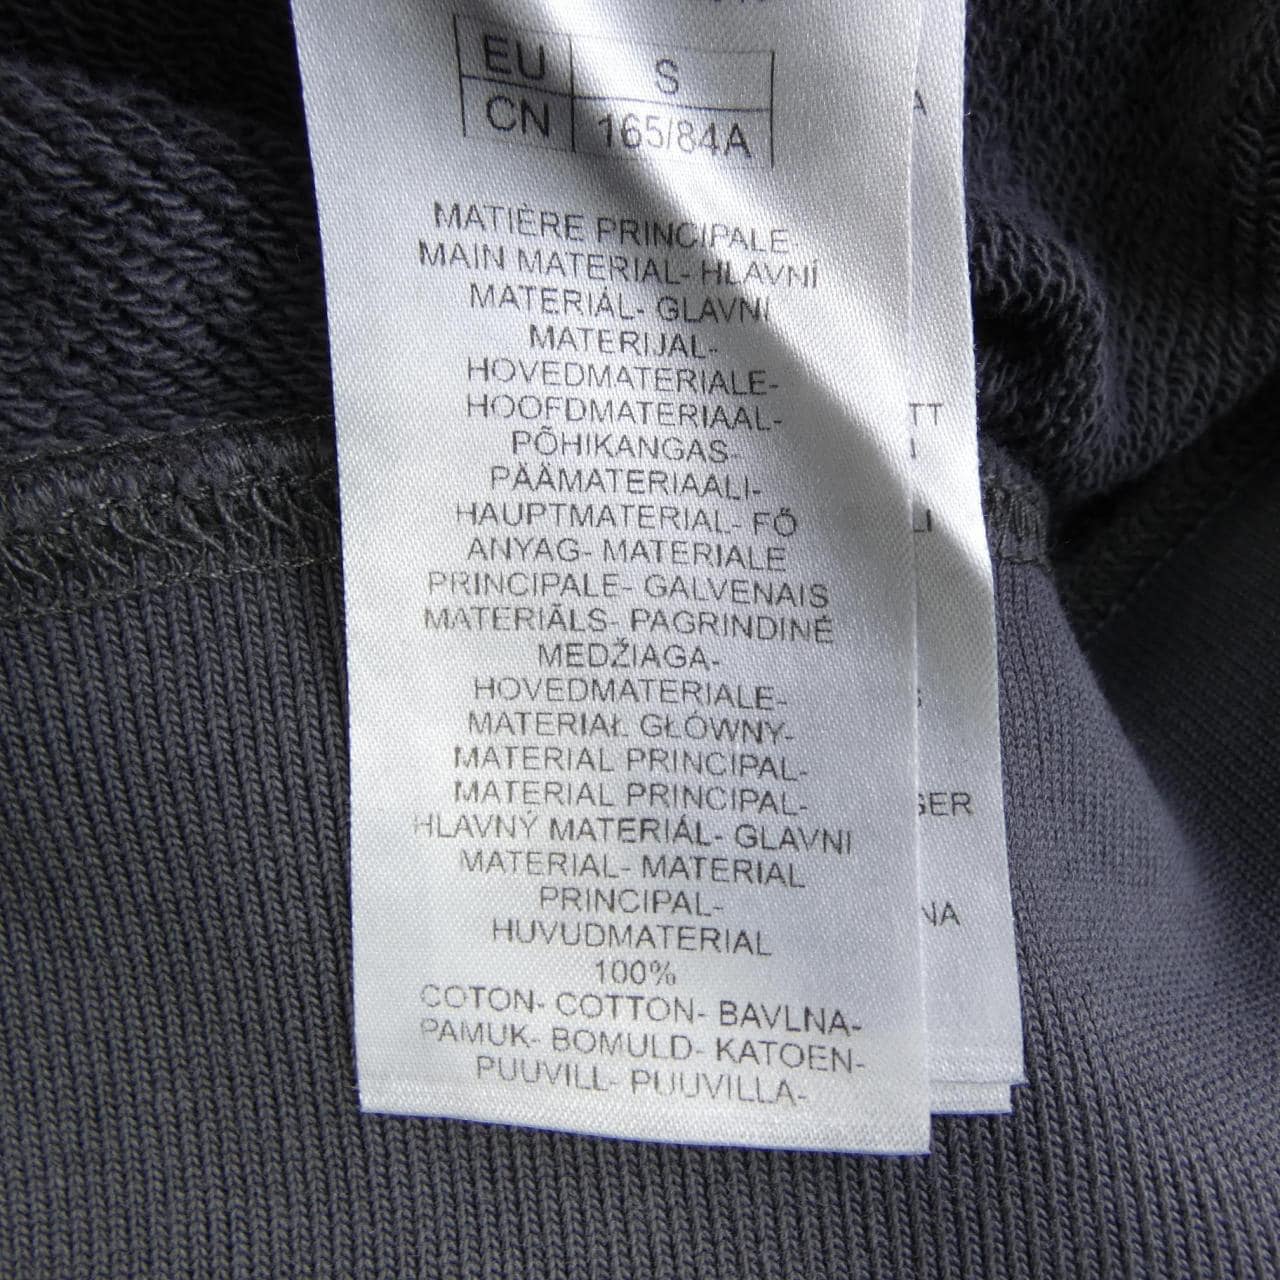 EU S
CN 165/84A
MATIÈRE PRINCIPALE-
MAIN MATERIAL- HLAVNÍ
MATERIÁL- GLAVNI
MATERIJAL-
HOVEDMATERIALE-
HOOFDMATERIAAL-
PÕHIKANGAS-
PÄÄMATERIAALI-
HAUPTMATERIAL- FŐ
ANYAG- MATERIALE
PRINCIPALE- GALVENAIS
MATERIĀLS- PAGRINDINĖ
MEDŽIAGA-
HOVEDMATERIALE-
MATERIAŁ GŁÓWNY-
MATERIAL PRINCIPAL-
MATERIAL PRINCIPAL-
HLAVNÝ MATERIÁL- GLAVNI
MATERIAL- MATERIAL
PRINCIPAL-
HUVUDMATERIAL
100%
COTON- COTTON- BAVLNA-
PAMUK- BOMULD- KATOEN-
PUUVILL- PUUVILLA-